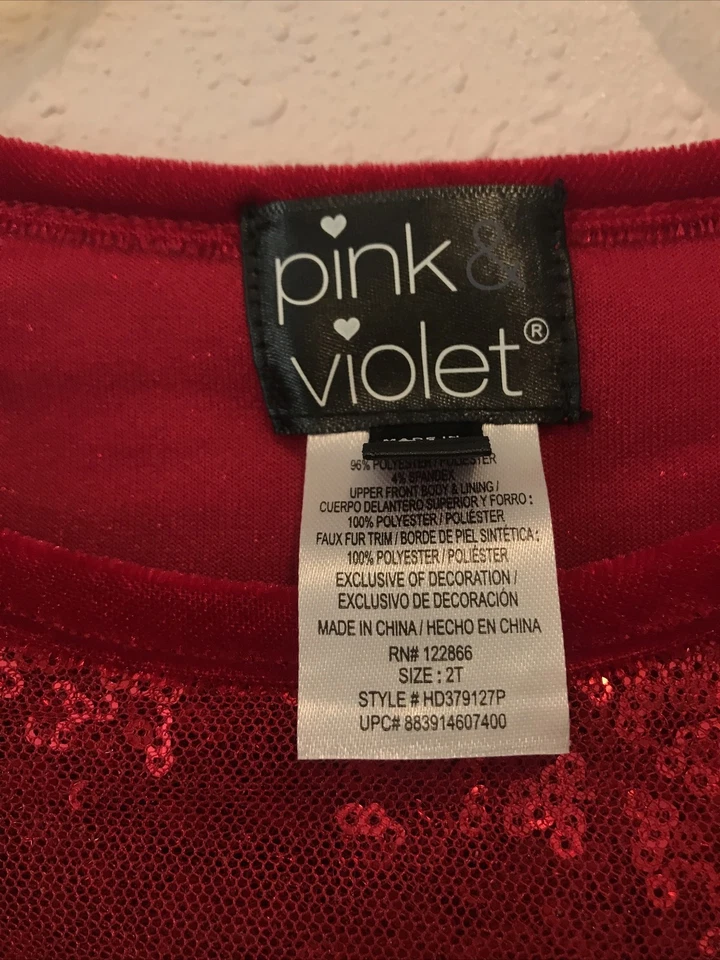 pink &
violet®
96% POLYESTER / POLIÉSTER
4% SPANDEX
UPPER FRONT BODY & LINING /
CUERPO DELANTERO SUPERIOR Y FORRO :
100% POLYESTER / POLIÉSTER
FAUX FUR TRIM / BORDE DE PIEL SINTÉTICA :
100% POLYESTER / POLIÉSTER
EXCLUSIVE OF DECORATION /
EXCLUSIVO DE DECORACIÓN
MADE IN CHINA / HECHO EN CHINA
RN# 122866
SIZE : 2T
STYLE # HD379127P
UPC# 883914607400